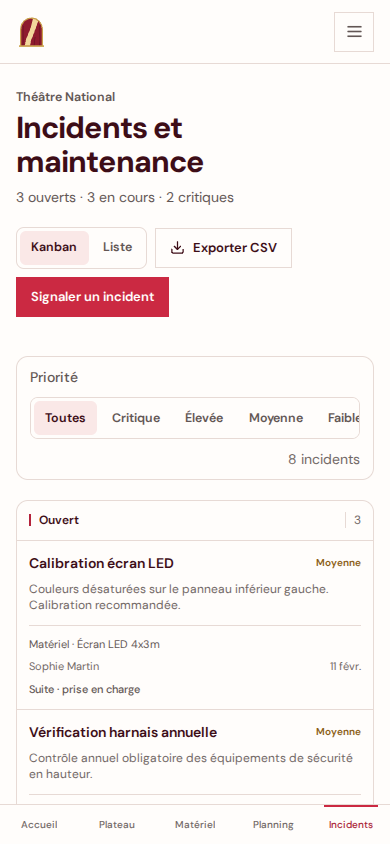 Théâtre National
Incidents et
maintenance
3 ouverts · 3 en cours · 2 critiques
Kanban Liste Exporter CSV
Signaler un incident
Priorité
Toutes Critique Élevée Moyenne Faible
8 incidents
Ouvert 3
Calibration écran LED Moyenne
Couleurs désaturées sur le panneau inférieur gauche.
Calibration recommandée.
Matériel · Écran LED 4x3m
Sophie Martin 11 févr.
Suite · prise en charge
Vérification harnais annuelle Moyenne
Contrôle annuel obligatoire des équipements de sécurité
en hauteur.
Accueil Plateau Matériel Planning Incidents